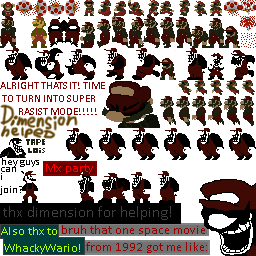 ALRIGHT THATS IT! TIME
TO TURN INTO SUPER
RASIST MODE!!!!!
Dimension
helped
TAPE
hey guys
can
i
join?
Mx party
thx dimension for helping!
Also thx to
WhackyWario!
bruh that one space movie
from 1992 got me like: